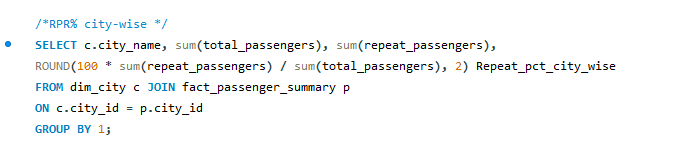 /*RPR% city-wise */
SELECT c.city_name, sum(total_passengers), sum(repeat_passengers),
ROUND(100 * sum(repeat_passengers) / sum(total_passengers), 2) Repeat_pct_city_wise
FROM dim_city c JOIN fact_passenger_summary p
ON c.city_id = p.city_id
GROUP BY 1;